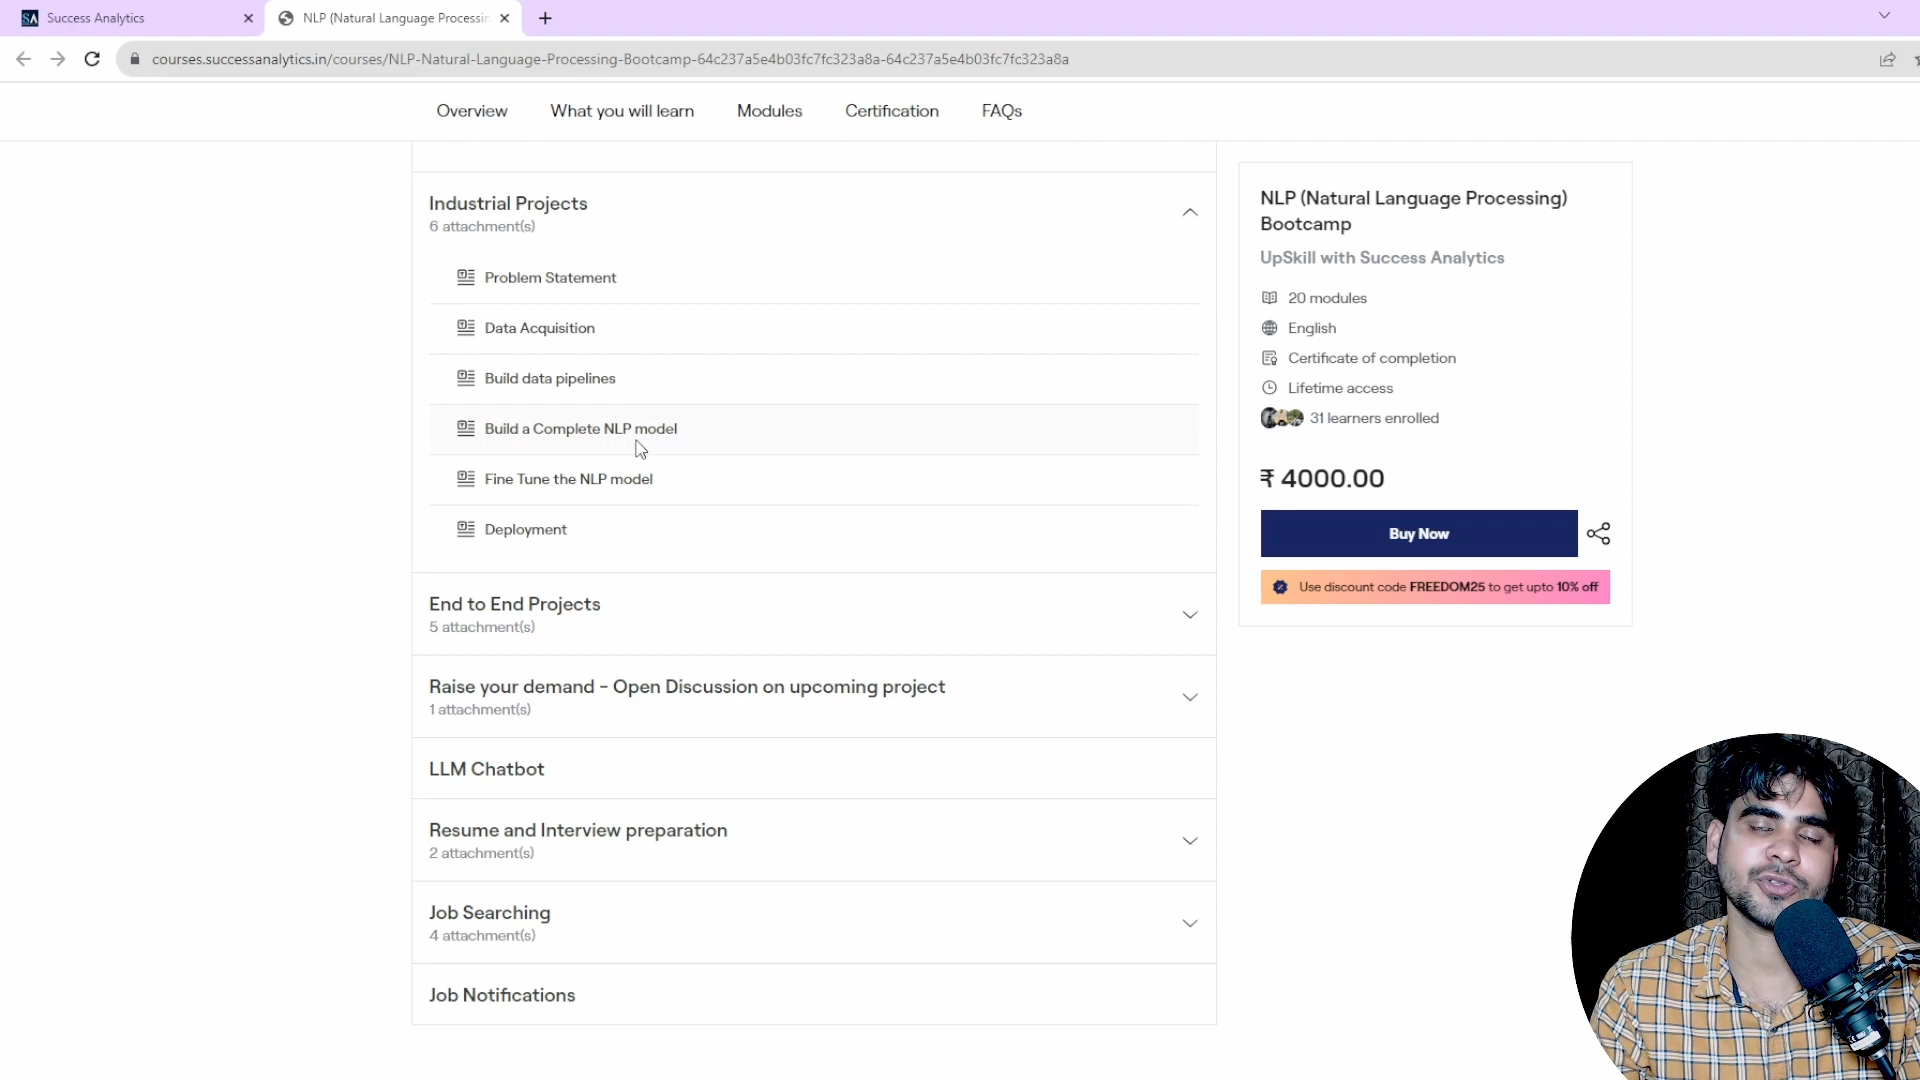 Success Analytics
NLP (Natural Language Processin
courses.successanalytics.in/courses/NLP-Natural-Language-Processing-Bootcamp-64c237a5e4b03fc7fc323a8a-64c237a5e4b03fc7fc323a8a
Overview
What you will learn
Modules
Certification
FAQs
Industrial Projects
6 attachment(s)
Problem Statement
Data Acquisition
Build data pipelines
Build a Complete NLP model
Fine Tune the NLP model
Deployment
End to End Projects
5 attachment(s)
Raise your demand - Open Discussion on upcoming project
1 attachment(s)
LLM Chatbot
Resume and Interview preparation
2 attachment(s)
Job Searching
4 attachment(s)
Job Notifications
NLP (Natural Language Processing)
Bootcamp
UpSkill with Success Analytics
20 modules
English
Certificate of completion
Lifetime access
31 learners enrolled
₹ 4000.00
Buy Now
Use discount code FREEDOM25 to get upto 10% off